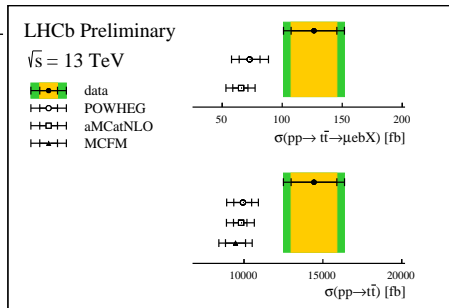 LHCb Preliminary
√s = 13 TeV
data
POWHEG
aMCatNLO
MCFM
50 100 150 200
σ(pp→ tt̄→μebX) [fb]
10000 15000 20000
σ(pp→tt̄) [fb]